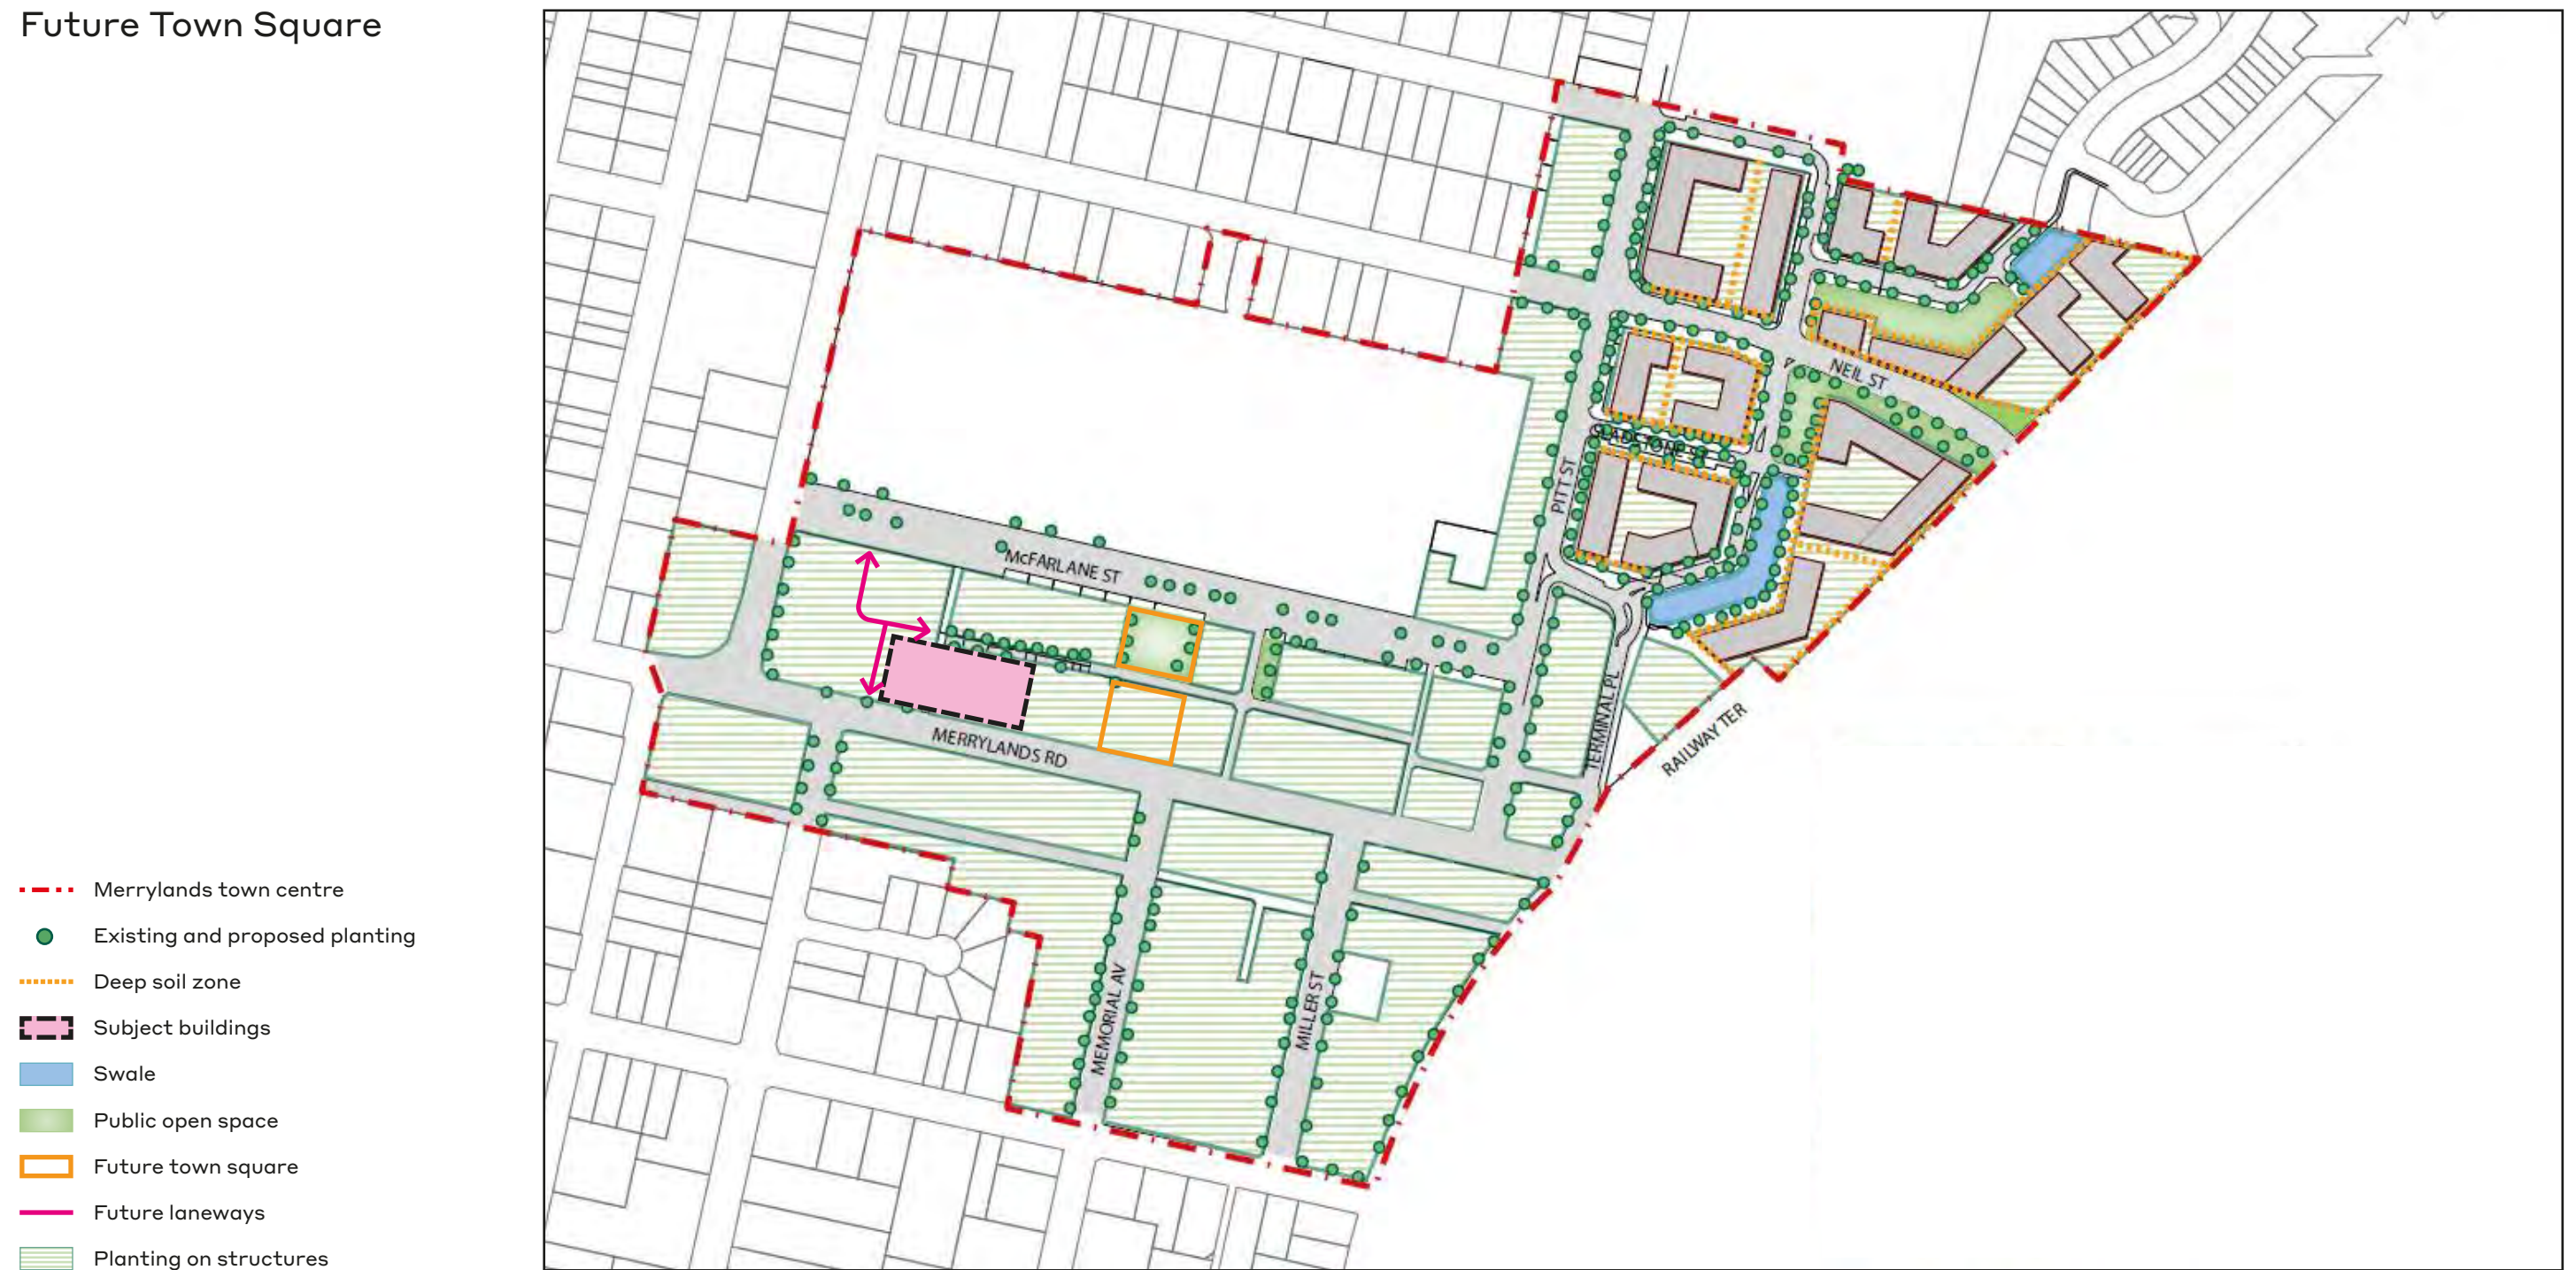 Future Town Square
NEIL ST
GLADSTONE ST
PITT ST
McFARLANE ST
MERRYLANDS RD
TERMINAL PL
RAILWAY TER
MEMORIAL AV
MILLER ST
Merrylands town centre
Existing and proposed planting
Deep soil zone
Subject buildings
Swale
Public open space
Future town square
Future laneways
Planting on structures